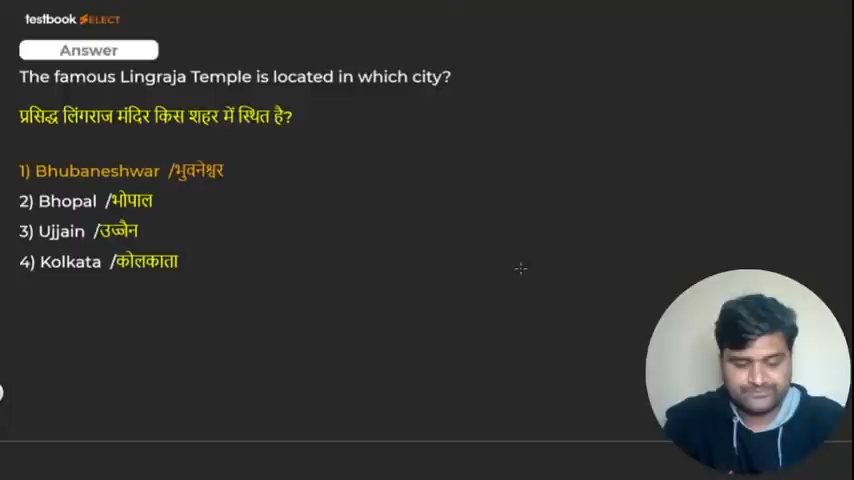 testbook SELECT
Answer
The famous Lingraja Temple is located in which city?
प्रसिद्ध लिंगराज मंदिर किस शहर में स्थित है?
1) Bhubaneshwar /भुवनेश्वर
2) Bhopal /भोपाल
3) Ujjain /उज्जैन
4) Kolkata /कोलकाता